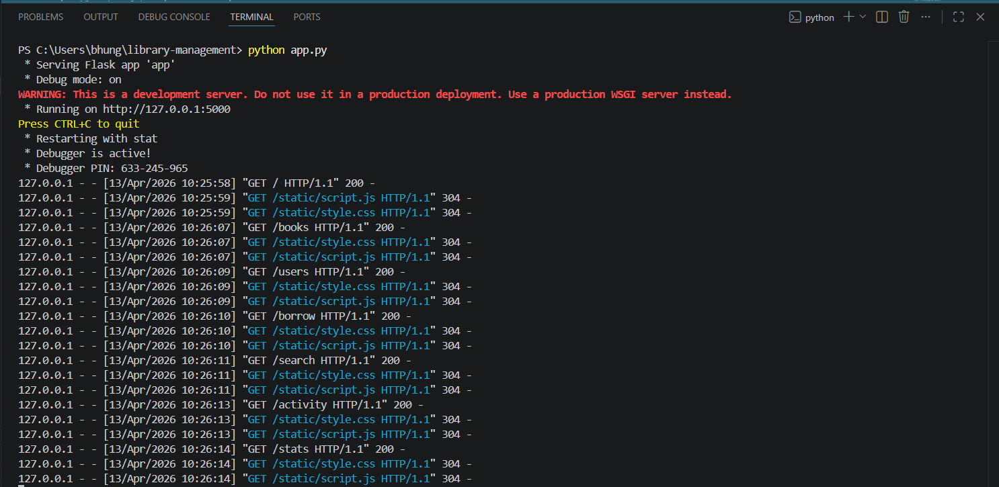 PROBLEMS OUTPUT DEBUG CONSOLE TERMINAL PORTS python
PS C:\Users\bhung\library-management> python app.py
 * Serving Flask app 'app'
 * Debug mode: on
WARNING: This is a development server. Do not use it in a production deployment. Use a production WSGI server instead.
 * Running on http://127.0.0.1:5000
Press CTRL+C to quit
 * Restarting with stat
 * Debugger is active!
 * Debugger PIN: 633-245-965
127.0.0.1 - - [13/Apr/2026 10:25:58] "GET / HTTP/1.1" 200 -
127.0.0.1 - - [13/Apr/2026 10:25:59] "GET /static/script.js HTTP/1.1" 304 -
127.0.0.1 - - [13/Apr/2026 10:25:59] "GET /static/style.css HTTP/1.1" 304 -
127.0.0.1 - - [13/Apr/2026 10:26:07] "GET /books HTTP/1.1" 200 -
127.0.0.1 - - [13/Apr/2026 10:26:07] "GET /static/style.css HTTP/1.1" 304 -
127.0.0.1 - - [13/Apr/2026 10:26:07] "GET /static/script.js HTTP/1.1" 304 -
127.0.0.1 - - [13/Apr/2026 10:26:09] "GET /users HTTP/1.1" 200 -
127.0.0.1 - - [13/Apr/2026 10:26:09] "GET /static/style.css HTTP/1.1" 304 -
127.0.0.1 - - [13/Apr/2026 10:26:09] "GET /static/script.js HTTP/1.1" 304 -
127.0.0.1 - - [13/Apr/2026 10:26:10] "GET /borrow HTTP/1.1" 200 -
127.0.0.1 - - [13/Apr/2026 10:26:10] "GET /static/style.css HTTP/1.1" 304 -
127.0.0.1 - - [13/Apr/2026 10:26:10] "GET /static/script.js HTTP/1.1" 304 -
127.0.0.1 - - [13/Apr/2026 10:26:11] "GET /search HTTP/1.1" 200 -
127.0.0.1 - - [13/Apr/2026 10:26:11] "GET /static/style.css HTTP/1.1" 304 -
127.0.0.1 - - [13/Apr/2026 10:26:11] "GET /static/script.js HTTP/1.1" 304 -
127.0.0.1 - - [13/Apr/2026 10:26:13] "GET /activity HTTP/1.1" 200 -
127.0.0.1 - - [13/Apr/2026 10:26:13] "GET /static/style.css HTTP/1.1" 304 -
127.0.0.1 - - [13/Apr/2026 10:26:13] "GET /static/script.js HTTP/1.1" 304 -
127.0.0.1 - - [13/Apr/2026 10:26:14] "GET /stats HTTP/1.1" 200 -
127.0.0.1 - - [13/Apr/2026 10:26:14] "GET /static/style.css HTTP/1.1" 304 -
127.0.0.1 - - [13/Apr/2026 10:26:14] "GET /static/script.js HTTP/1.1" 304 -